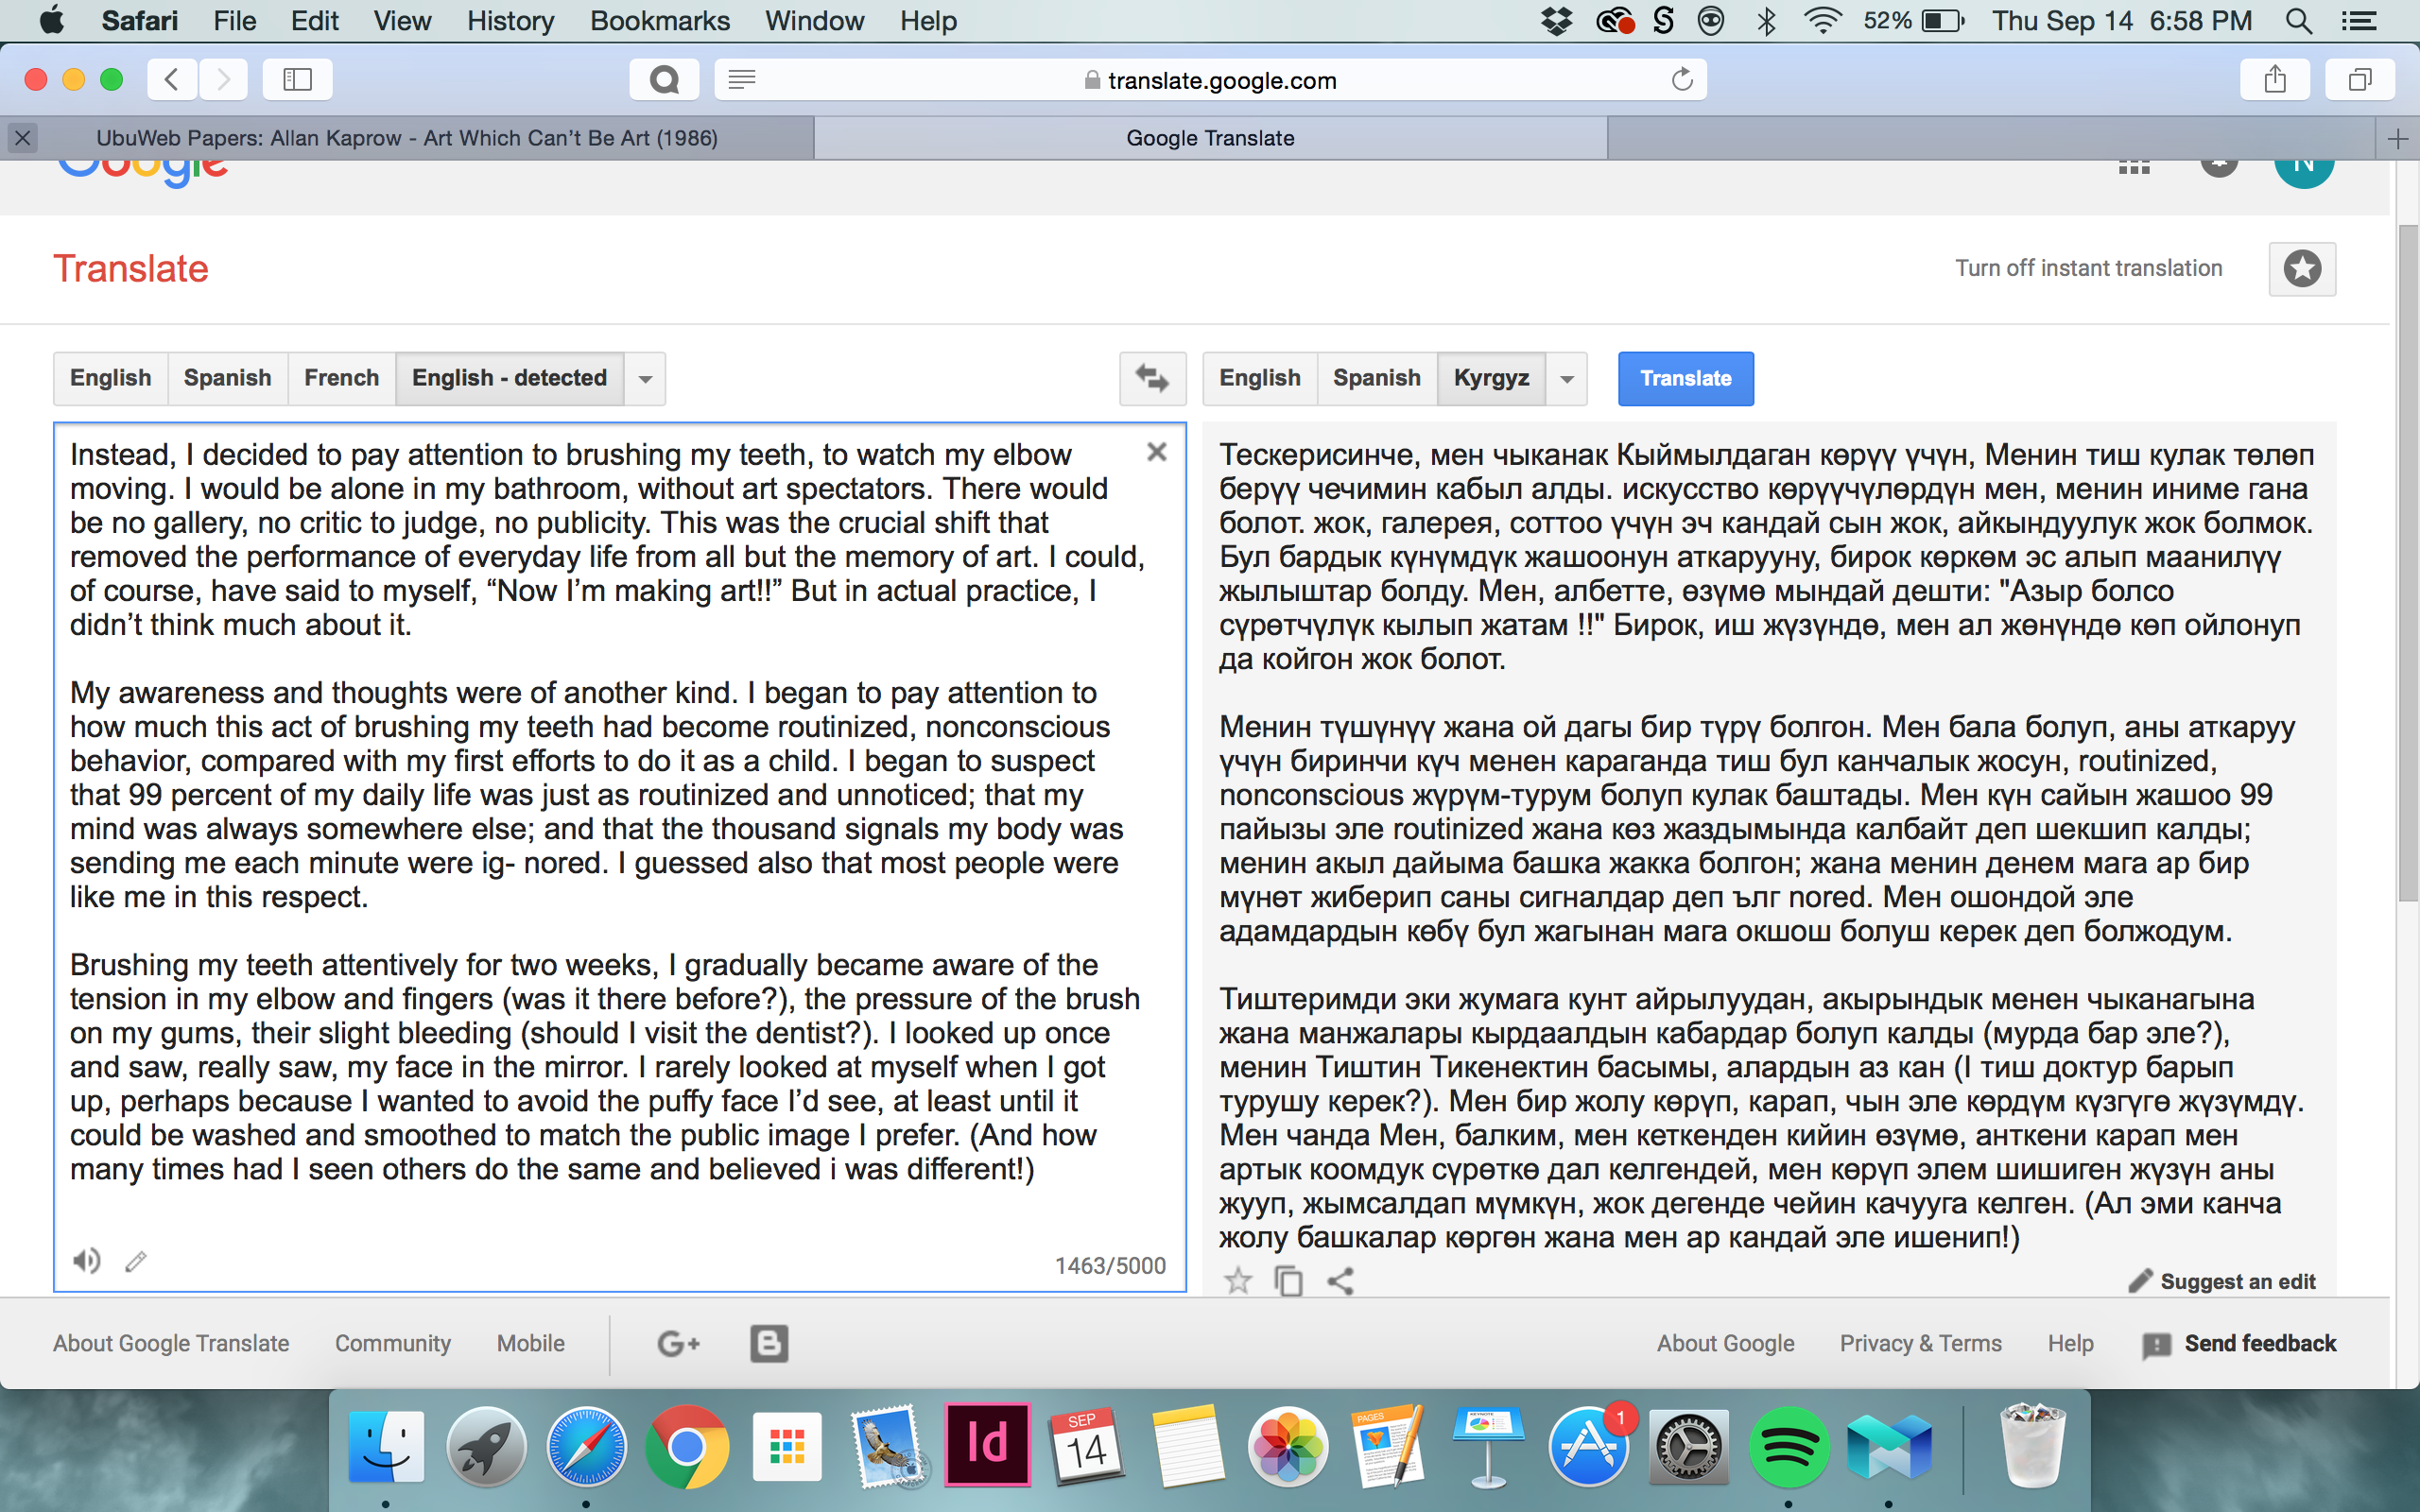 Safari File Edit View History Bookmarks Window Help 52% Thu Sep 14 6:58 PM
translate.google.com
UbuWeb Papers: Allan Kaprow - Art Which Can’t Be Art (1986) Google Translate
Google N
Translate Turn off instant translation
English Spanish French English - detected English Spanish Kyrgyz Translate
Instead, I decided to pay attention to brushing my teeth, to watch my elbow
moving. I would be alone in my bathroom, without art spectators. There would
be no gallery, no critic to judge, no publicity. This was the crucial shift that
removed the performance of everyday life from all but the memory of art. I could,
of course, have said to myself, “Now I’m making art!!” But in actual practice, I
didn’t think much about it.
My awareness and thoughts were of another kind. I began to pay attention to
how much this act of brushing my teeth had become routinized, nonconscious
behavior, compared with my first efforts to do it as a child. I began to suspect
that 99 percent of my daily life was just as routinized and unnoticed; that my
mind was always somewhere else; and that the thousand signals my body was
sending me each minute were ig- nored. I guessed also that most people were
like me in this respect.
Brushing my teeth attentively for two weeks, I gradually became aware of the
tension in my elbow and fingers (was it there before?), the pressure of the brush
on my gums, their slight bleeding (should I visit the dentist?). I looked up once
and saw, really saw, my face in the mirror. I rarely looked at myself when I got
up, perhaps because I wanted to avoid the puffy face I’d see, at least until it
could be washed and smoothed to match the public image I prefer. (And how
many times had I seen others do the same and believed i was different!)
1463/5000
Тескерисинче, мен чыканак Кыймылдаган көрүү үчүн, Менин тиш кулак төлөп
берүү чечимин кабыл алды. искусство көрүүчүлөрдүн мен, менин иниме гана
болот. жок, галерея, соттоо үчүн эч кандай сын жок, айкындуулук жок болмок.
Бул бардык күнүмдүк жашоонун аткарууну, бирок көркөм эс алып маанилүү
жылыштар болду. Мен, албетте, өзүмө мындай дешти: "Азыр болсо
сүрөтчүлүк кылып жатам !!" Бирок, иш жүзүндө, мен ал жөнүндө көп ойлонуп
да койгон жок болот.
Менин түшүнүү жана ой дагы бир түрү болгон. Мен бала болуп, аны аткаруу
үчүн биринчи күч менен караганда тиш бул канчалык жосун, routinized,
nonconscious жүрүм-турум болуп кулак баштады. Мен күн сайын жашоо 99
пайызы эле routinized жана көз жаздымында калбайт деп шекшип калды;
менин акыл дайыма башка жакка болгон; жана менин денем мага ар бир
мүнөт жиберип саны сигналдар деп ълг nored. Мен ошондой эле
адамдардын көбү бул жагынан мага окшош болуш керек деп болжодум.
Тиштеримди эки жумага кунт айрылуудан, акырындык менен чыканагына
жана манжалары кырдаалдын кабардар болуп калды (мурда бар эле?),
менин Тиштин Тикенектин басымы, алардын аз кан (I тиш доктур барып
турушу керек?). Мен бир жолу көрүп, карап, чын эле көрдүм күзгүгө жүзүмдү.
Мен чанда Мен, балким, мен кеткенден кийин өзүмө, анткени карап мен
артык коомдук сүрөткө дал келгендей, мен көрүп элем шишиген жүзүн аны
жууп, жымсалдап мүмкүн, жок дегенде чейин качууга келген. (Ал эми канча
жолу башкалар көргөн жана мен ар кандай эле ишенип!)
Suggest an edit
About Google Translate Community Mobile G+ About Google Privacy & Terms Help Send feedback
Id SEP 14 PAGES KEYNOTE 1